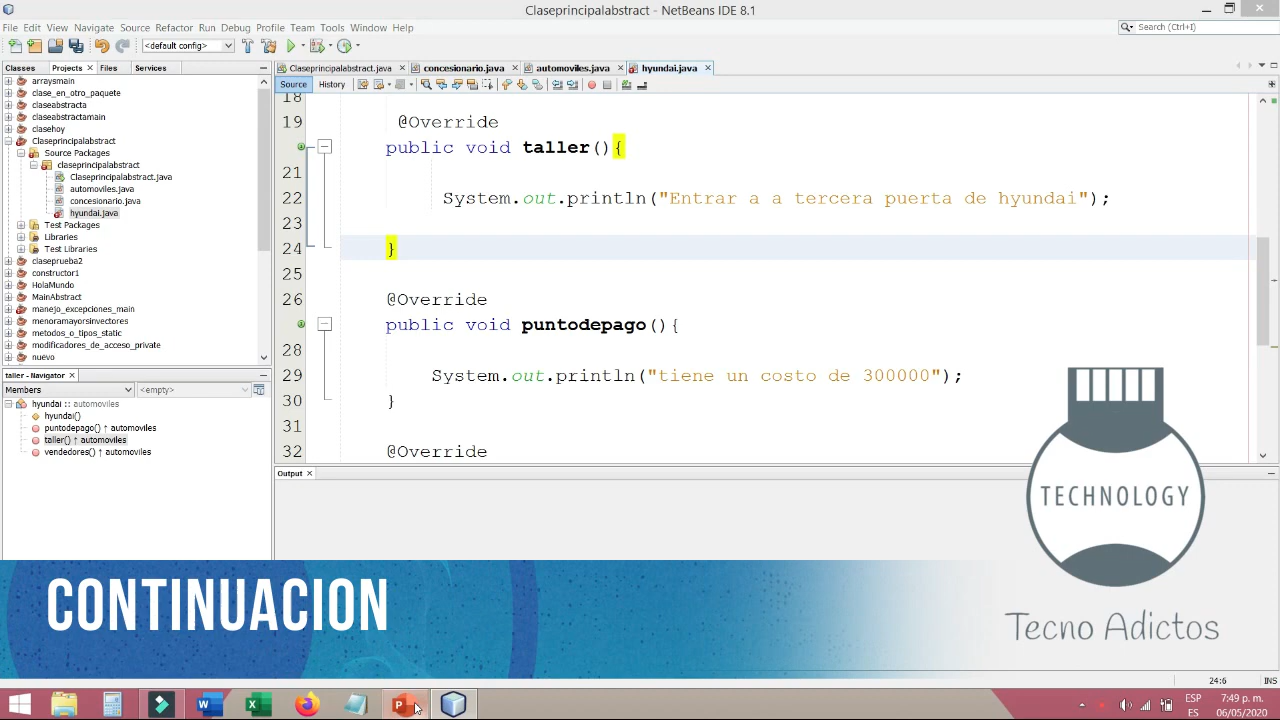 Claseprincipalabstract - NetBeans IDE 8.1
File Edit View Navigate Source Refactor Run Debug Profile Team Tools Window Help
Search (Ctrl+I)
<default config>
Classes Projects Files Services
Claseprincipalabstract.java concesionario.java automoviles.java hyundai.java
Source History
arraysmain
clase_en_otro_paquete
claseabstracta
claseabstractamain
clasehoy
Claseprincipalabstract
Source Packages
claseprincipalabstract
Claseprincipalabstract.java
automoviles.java
concesionario.java
hyundai.java
Test Packages
Libraries
Test Libraries
claseprueba2
constructor1
HolaMundo
MainAbstract
manejo_excepciones_main
menoramayorsinvectores
metodos_o_tipos_static
modificadores_de_acceso_private
nuevo
taller - Navigator
Members <empty>
hyundai :: automoviles
hyundai()
puntodepago() ↑ automoviles
taller() ↑ automoviles
vendedores() ↑ automoviles
18
19 @Override
public void taller(){
21
22 System.out.println("Entrar a a tercera puerta de hyundai");
23
24 }
25
26 @Override
public void puntodepago(){
28
29 System.out.println("tiene un costo de 300000");
30 }
31
32 @Override
Output
TECHNOLOGY
Tecno Adictos
CONTINUACION
24:6 INS
ESP
ES
7:49 p. m.
06/05/2020